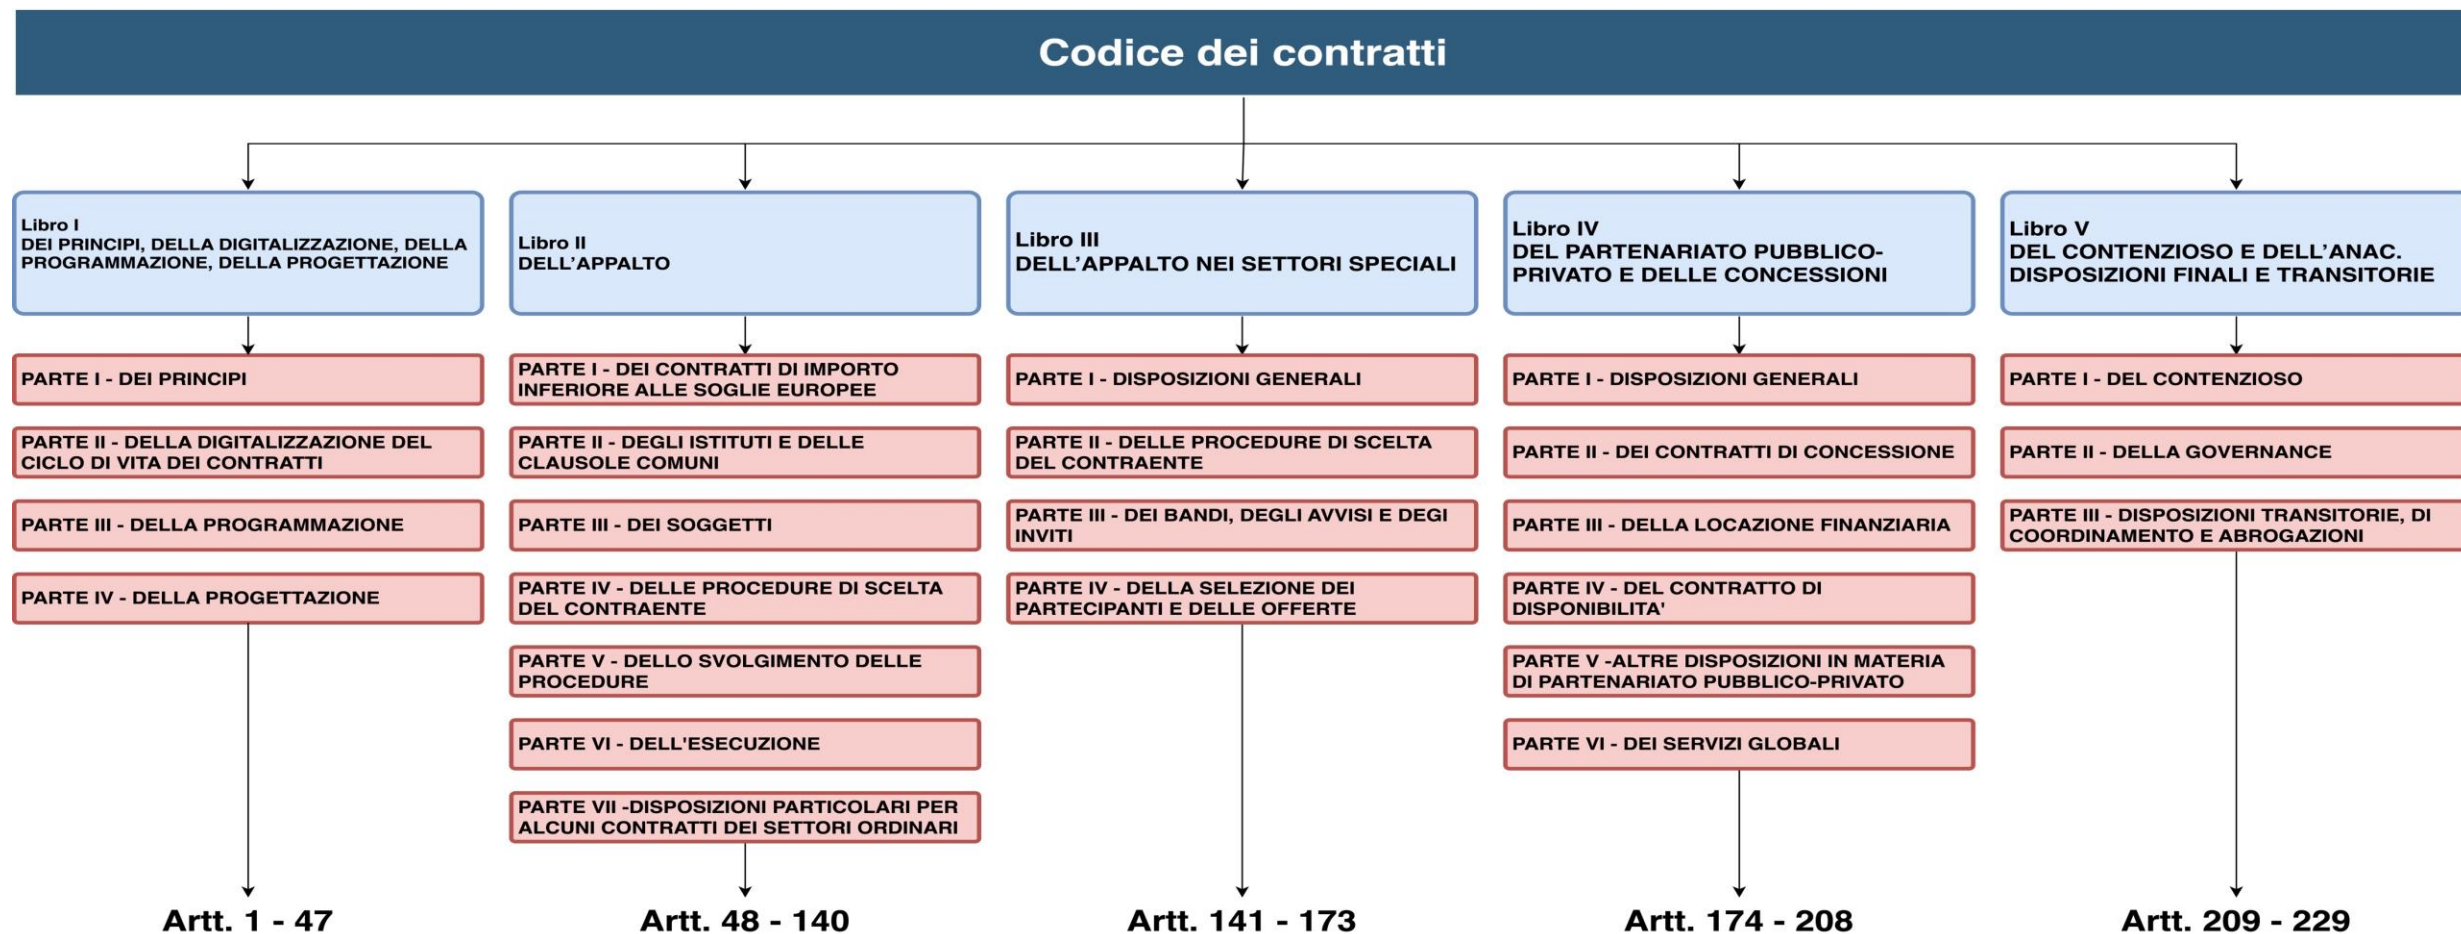 Codice dei contratti
Libro I
DEI PRINCIPI, DELLA DIGITALIZZAZIONE, DELLA
PROGRAMMAZIONE, DELLA PROGETTAZIONE
PARTE I - DEI PRINCIPI
PARTE II - DELLA DIGITALIZZAZIONE DEL
CICLO DI VITA DEI CONTRATTI
PARTE III - DELLA PROGRAMMAZIONE
PARTE IV - DELLA PROGETTAZIONE
Artt. 1 - 47
Libro II
DELL'APPALTO
PARTE I - DEI CONTRATTI DI IMPORTO
INFERIORE ALLE SOGLIE EUROPEE
PARTE II - DEGLI ISTITUTI E DELLE
CLAUSOLE COMUNI
PARTE III - DEI SOGGETTI
PARTE IV - DELLE PROCEDURE DI SCELTA
DEL CONTRAENTE
PARTE V - DELLO SVOLGIMENTO DELLE
PROCEDURE
PARTE VI - DELL'ESECUZIONE
PARTE VII -DISPOSIZIONI PARTICOLARI PER
ALCUNI CONTRATTI DEI SETTORI ORDINARI
Artt. 48 - 140
Libro III
DELL'APPALTO NEI SETTORI SPECIALI
PARTE I - DISPOSIZIONI GENERALI
PARTE II - DELLE PROCEDURE DI SCELTA
DEL CONTRAENTE
PARTE III - DEI BANDI, DEGLI AVVISI E DEGI
INVITI
PARTE IV - DELLA SELEZIONE DEI
PARTECIPANTI E DELLE OFFERTE
Artt. 141 - 173
Libro IV
DEL PARTENARIATO PUBBLICO-
PRIVATO E DELLE CONCESSIONI
PARTE I - DISPOSIZIONI GENERALI
PARTE II - DEI CONTRATTI DI CONCESSIONE
PARTE III - DELLA LOCAZIONE FINANZIARIA
PARTE IV - DEL CONTRATTO DI
DISPONIBILITA'
PARTE V -ALTRE DISPOSIZIONI IN MATERIA
DI PARTENARIATO PUBBLICO-PRIVATO
PARTE VI - DEI SERVIZI GLOBALI
Artt. 174 - 208
Libro V
DEL CONTENZIOSO E DELL'ANAC.
DISPOSIZIONI FINALI E TRANSITORIE
PARTE I - DEL CONTENZIOSO
PARTE II - DELLA GOVERNANCE
PARTE III - DISPOSIZIONI TRANSITORIE, DI
COORDINAMENTO E ABROGAZIONI
Artt. 209 - 229